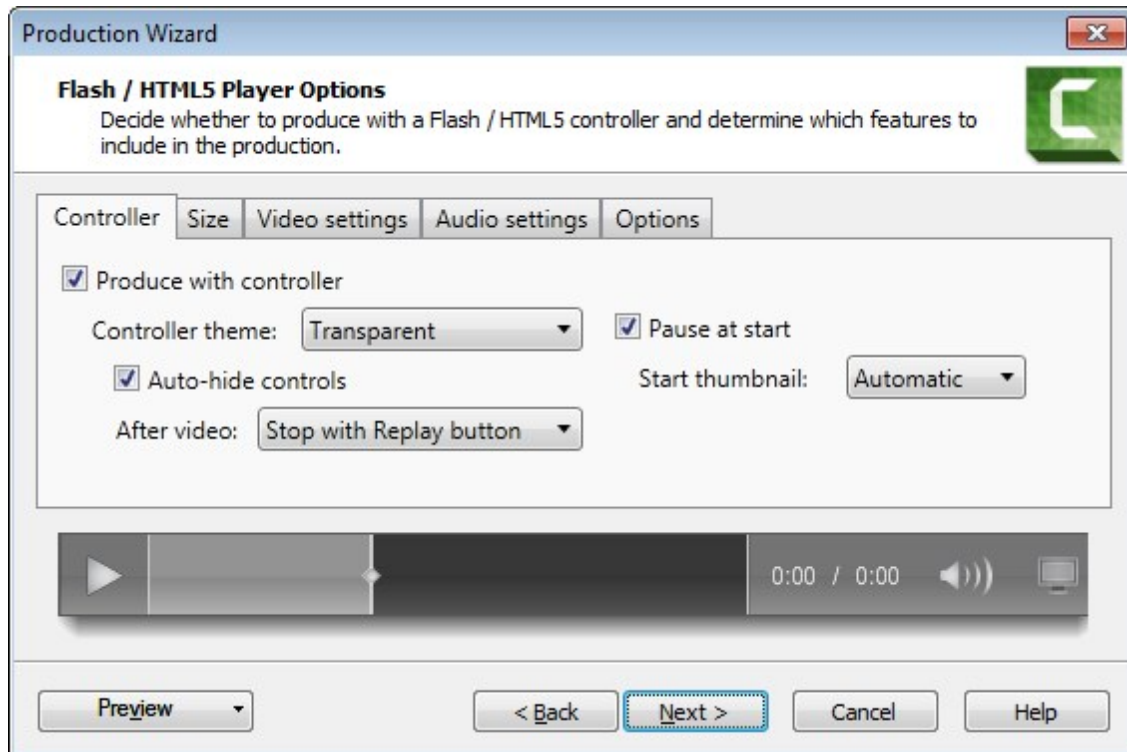 Production Wizard
Flash / HTML5 Player Options
Decide whether to produce with a Flash / HTML5 controller and determine which features to
include in the production.
C
Controller Size Video settings Audio settings Options
Produce with controller
Controller theme: Transparent Pause at start
Auto-hide controls Start thumbnail: Automatic
After video: Stop with Replay button
0:00 / 0:00
Preview < Back Next > Cancel Help